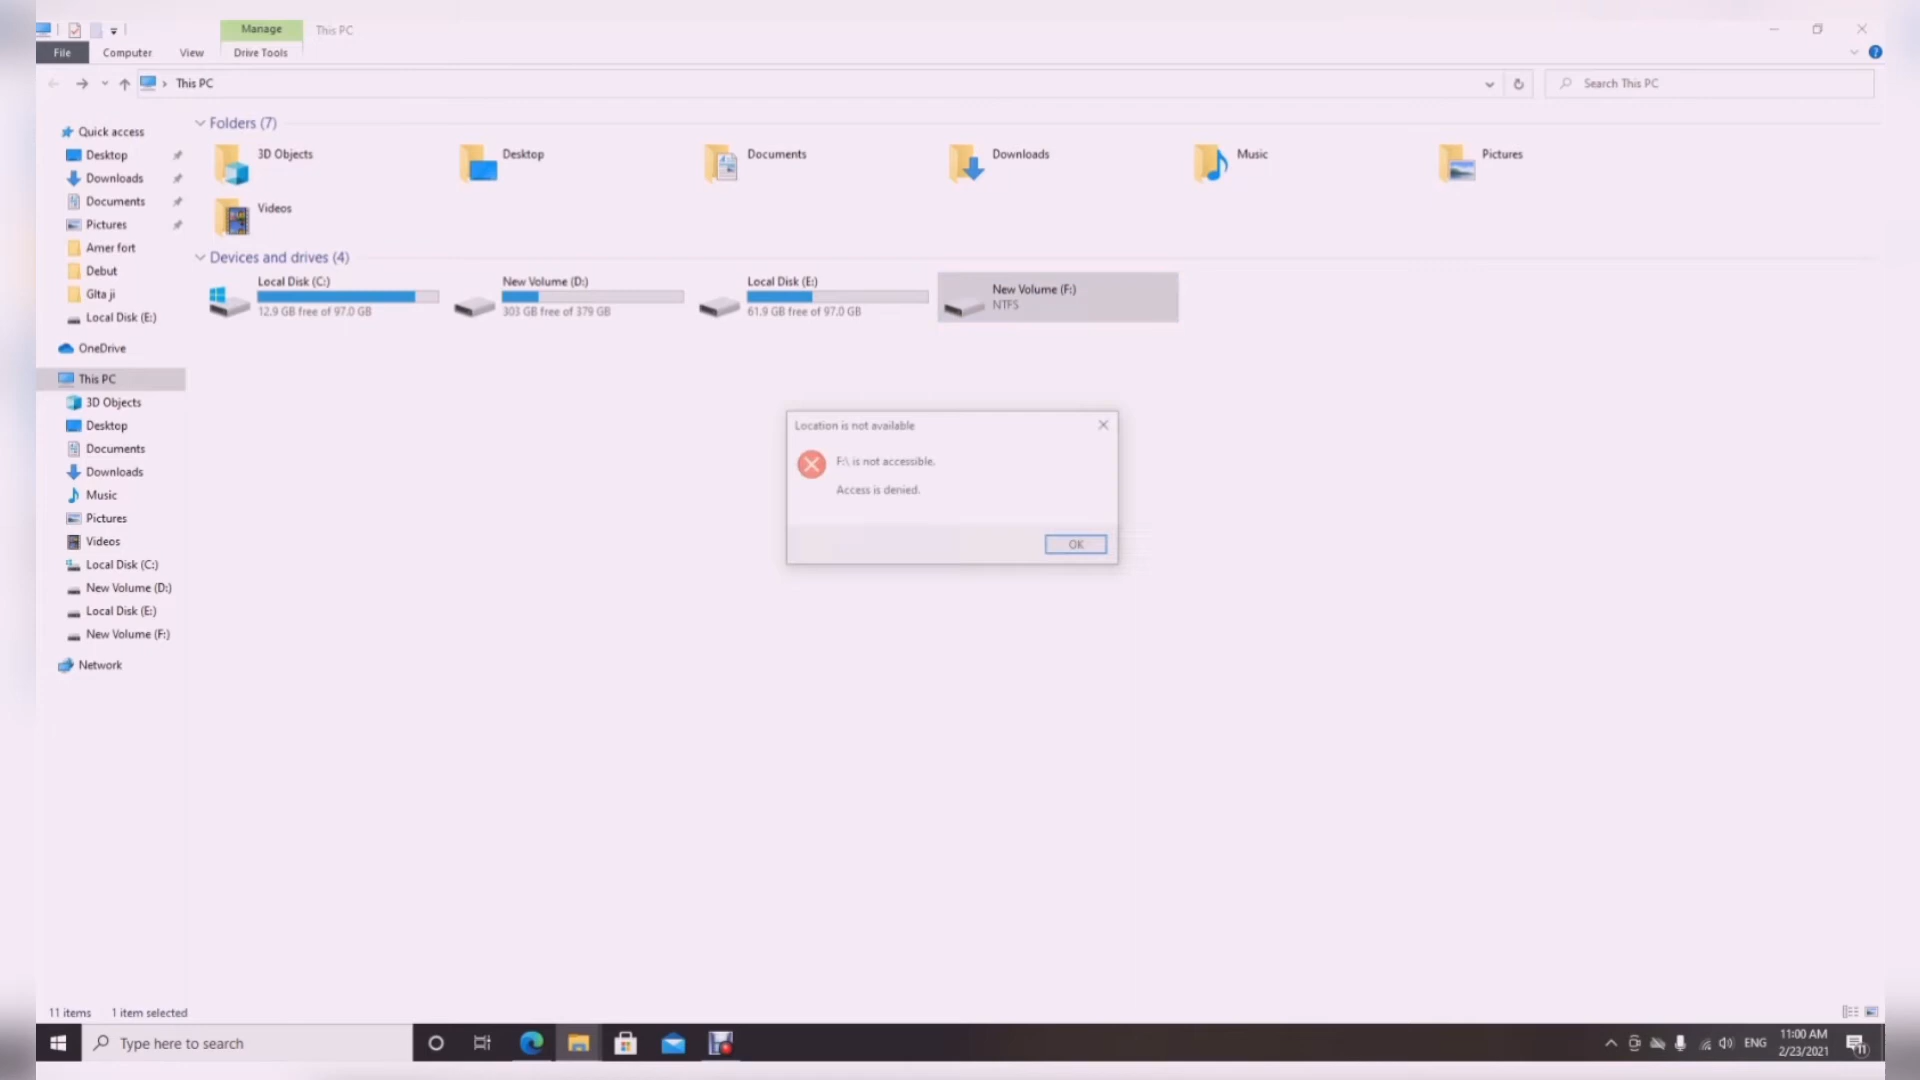 Manage
This PC
File
Computer
View
Drive Tools
This PC
Search This PC
Quick access
Desktop
Downloads
Documents
Pictures
Amer fort
Debut
GIta ji
Local Disk (E:)
OneDrive
This PC
3D Objects
Desktop
Documents
Downloads
Music
Pictures
Videos
Local Disk (C:)
New Volume (D:)
Local Disk (E:)
New Volume (F:)
Network
Folders (7)
3D Objects
Desktop
Documents
Downloads
Music
Pictures
Videos
Devices and drives (4)
Local Disk (C:)
12.9 GB free of 97.0 GB
New Volume (D:)
303 GB free of 379 GB
Local Disk (E:)
61.9 GB free of 97.0 GB
New Volume (F:)
NTFS
Location is not available
F:\ is not accessible.
Access is denied.
OK
11 items
1 item selected
Type here to search
ENG
11:00 AM
2/23/2021
11